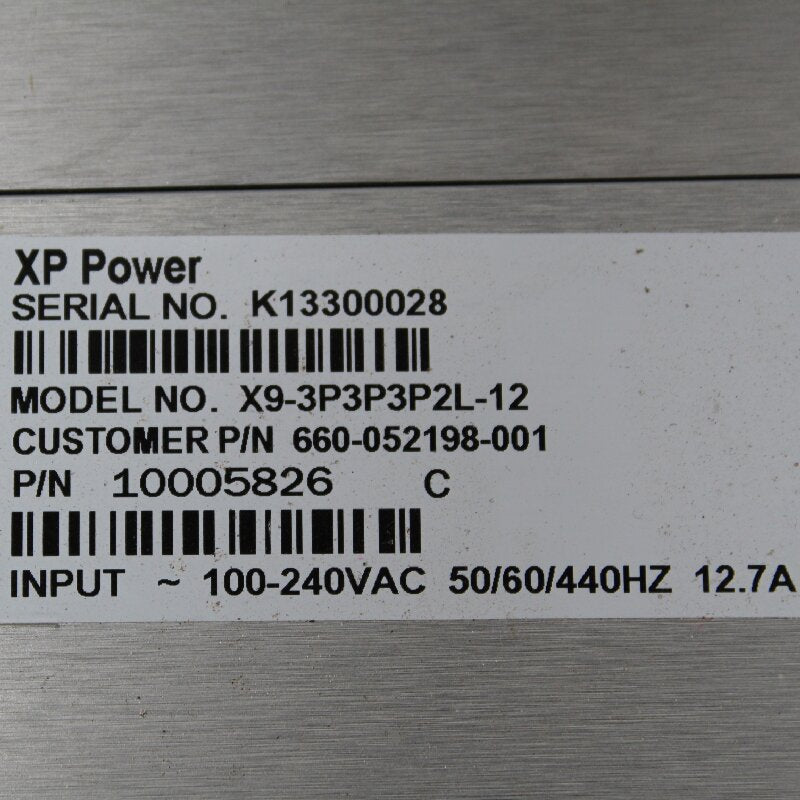 XP Power
SERIAL NO. K13300028
MODEL NO. X9-3P3P3P2L-12
CUSTOMER P/N 660-052198-001
P/N 10005826 C
INPUT ~ 100-240VAC 50/60/440HZ 12.7A